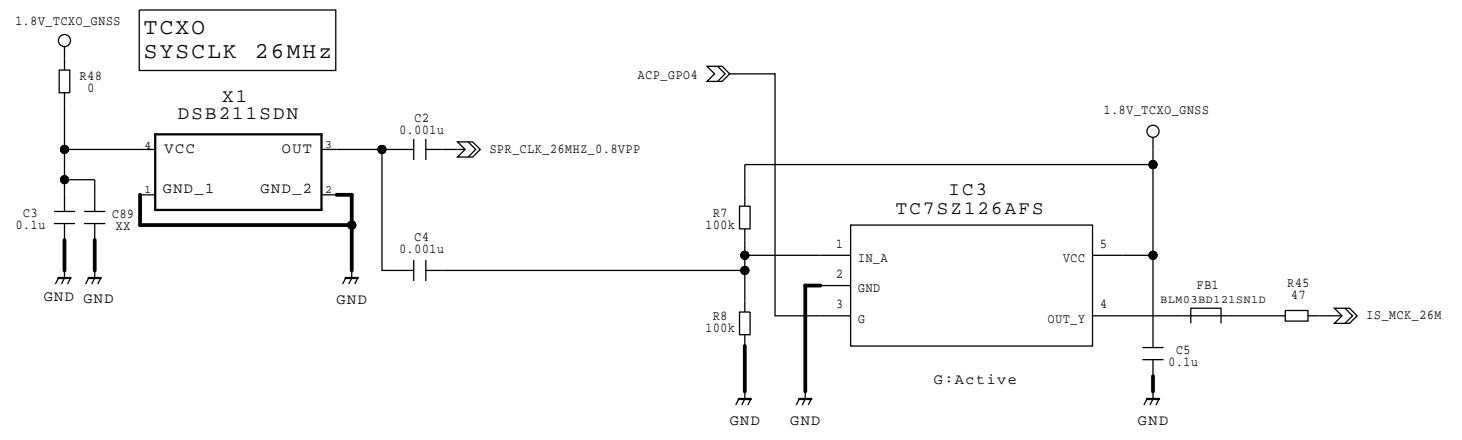 1.8V_TCXO_GNSS
TCXO
SYSCLK 26MHz
R48
0
X1
DSB211SDN
4
VCC
OUT
3
1
GND_1
GND_2
2
C3
0.1u
C89
XX
GND
GND
GND
C2
0.001u
SPR_CLK_26MHZ_0.8VPP
C4
0.001u
ACP_GPO4
R7
100k
R8
100k
GND
GND
1.8V_TCXO_GNSS
IC3
TC7SZ126AFS
1
IN_A
2
GND
3
G
5
VCC
4
OUT_Y
G:Active
FB1
BLM03BD121SN1D
R45
47
IS_MCK_26M
C5
0.1u
GND